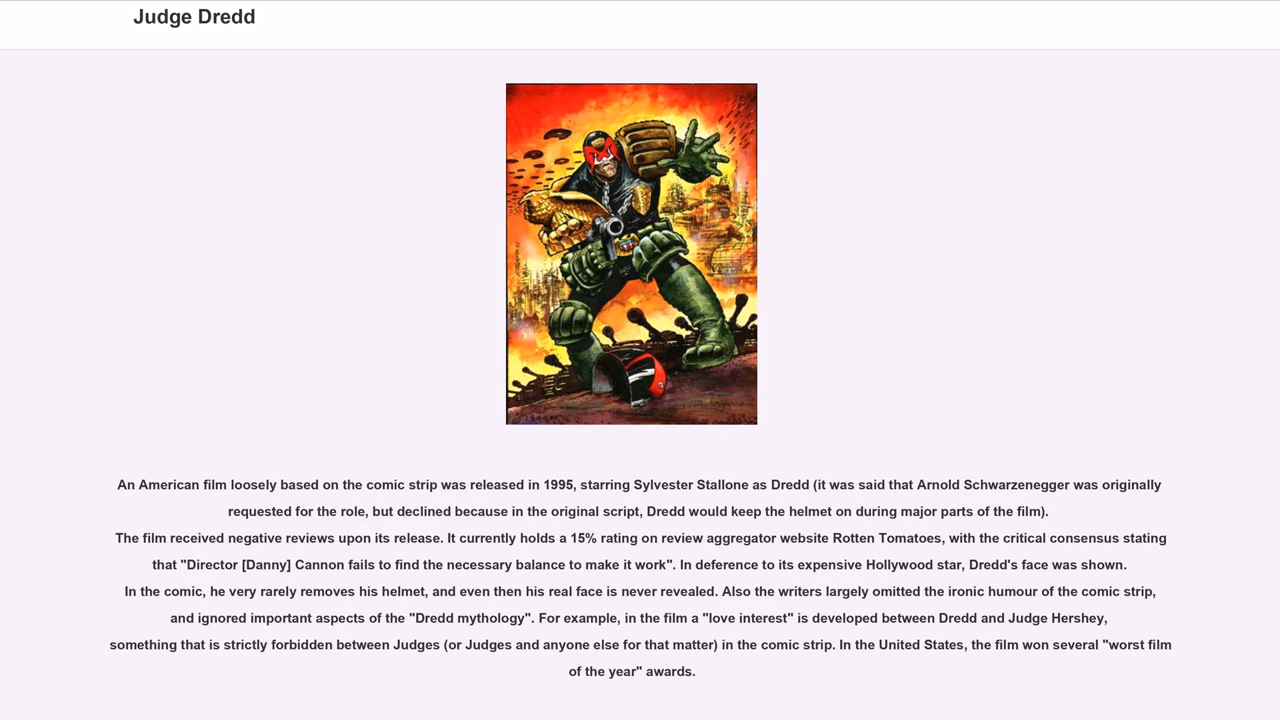 Judge Dredd
An American film loosely based on the comic strip was released in 1995, starring Sylvester Stallone as Dredd (it was said that Arnold Schwarzenegger was originally
requested for the role, but declined because in the original script, Dredd would keep the helmet on during major parts of the film).
The film received negative reviews upon its release. It currently holds a 15% rating on review aggregator website Rotten Tomatoes, with the critical consensus stating
that "Director [Danny] Cannon fails to find the necessary balance to make it work". In deference to its expensive Hollywood star, Dredd's face was shown.
In the comic, he very rarely removes his helmet, and even then his real face is never revealed. Also the writers largely omitted the ironic humour of the comic strip,
and ignored important aspects of the "Dredd mythology". For example, in the film a "love interest" is developed between Dredd and Judge Hershey,
something that is strictly forbidden between Judges (or Judges and anyone else for that matter) in the comic strip. In the United States, the film won several "worst film
of the year" awards.